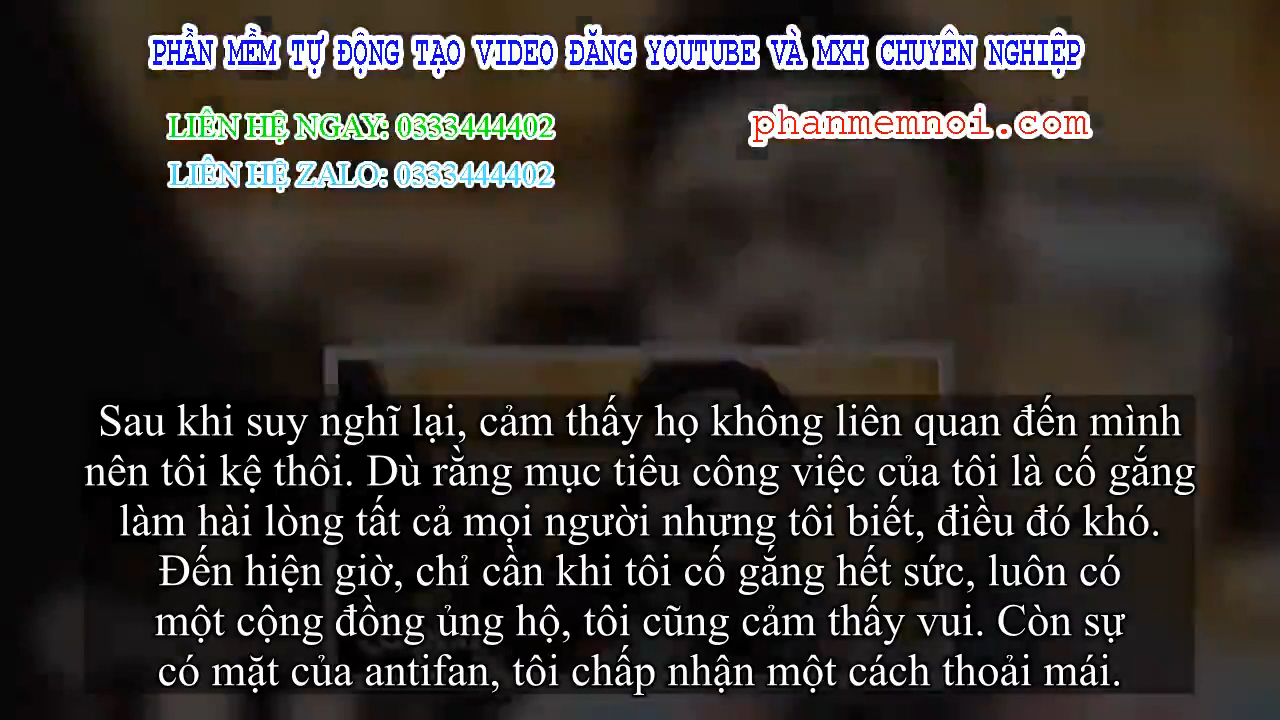 PHẦN MỀM TỰ ĐỘNG TẠO VIDEO ĐĂNG YOUTUBE VÀ MXH CHUYÊN NGHIỆP
LIÊN HỆ NGAY: 0333444402
phanmemnoi.com
LIÊN HỆ ZALO: 0333444402
Sau khi suy nghĩ lại, cảm thấy họ không liên quan đến mình
nên tôi kệ thôi. Dù rằng mục tiêu công việc của tôi là cố gắng
làm hài lòng tất cả mọi người nhưng tôi biết, điều đó khó.
Đến hiện giờ, chỉ cần khi tôi cố gắng hết sức, luôn có
một cộng đồng ủng hộ, tôi cũng cảm thấy vui. Còn sự
có mặt của antifan, tôi chấp nhận một cách thoải mái.